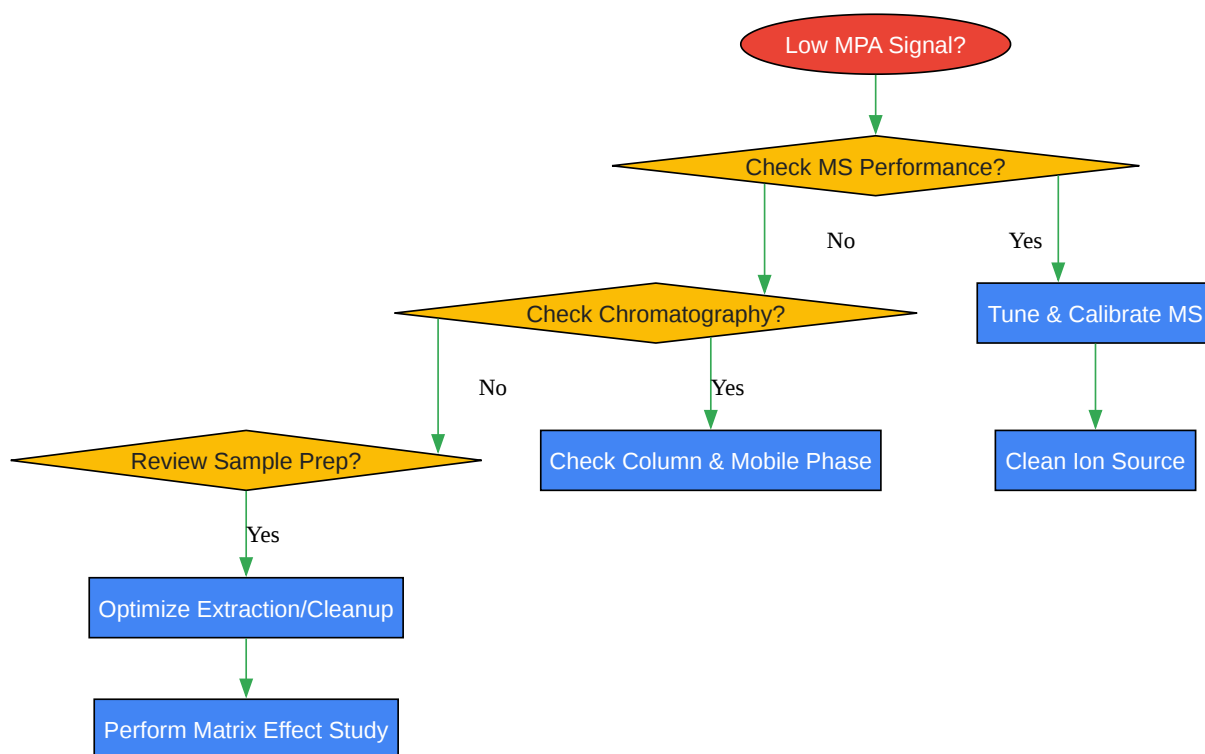 Low MPA Signal?
Check MS Performance?
No
Yes
Check Chromatography?
Tune & Calibrate MS
No
Yes
Review Sample Prep?
Check Column & Mobile Phase
Clean Ion Source
Yes
Optimize Extraction/Cleanup
Perform Matrix Effect Study